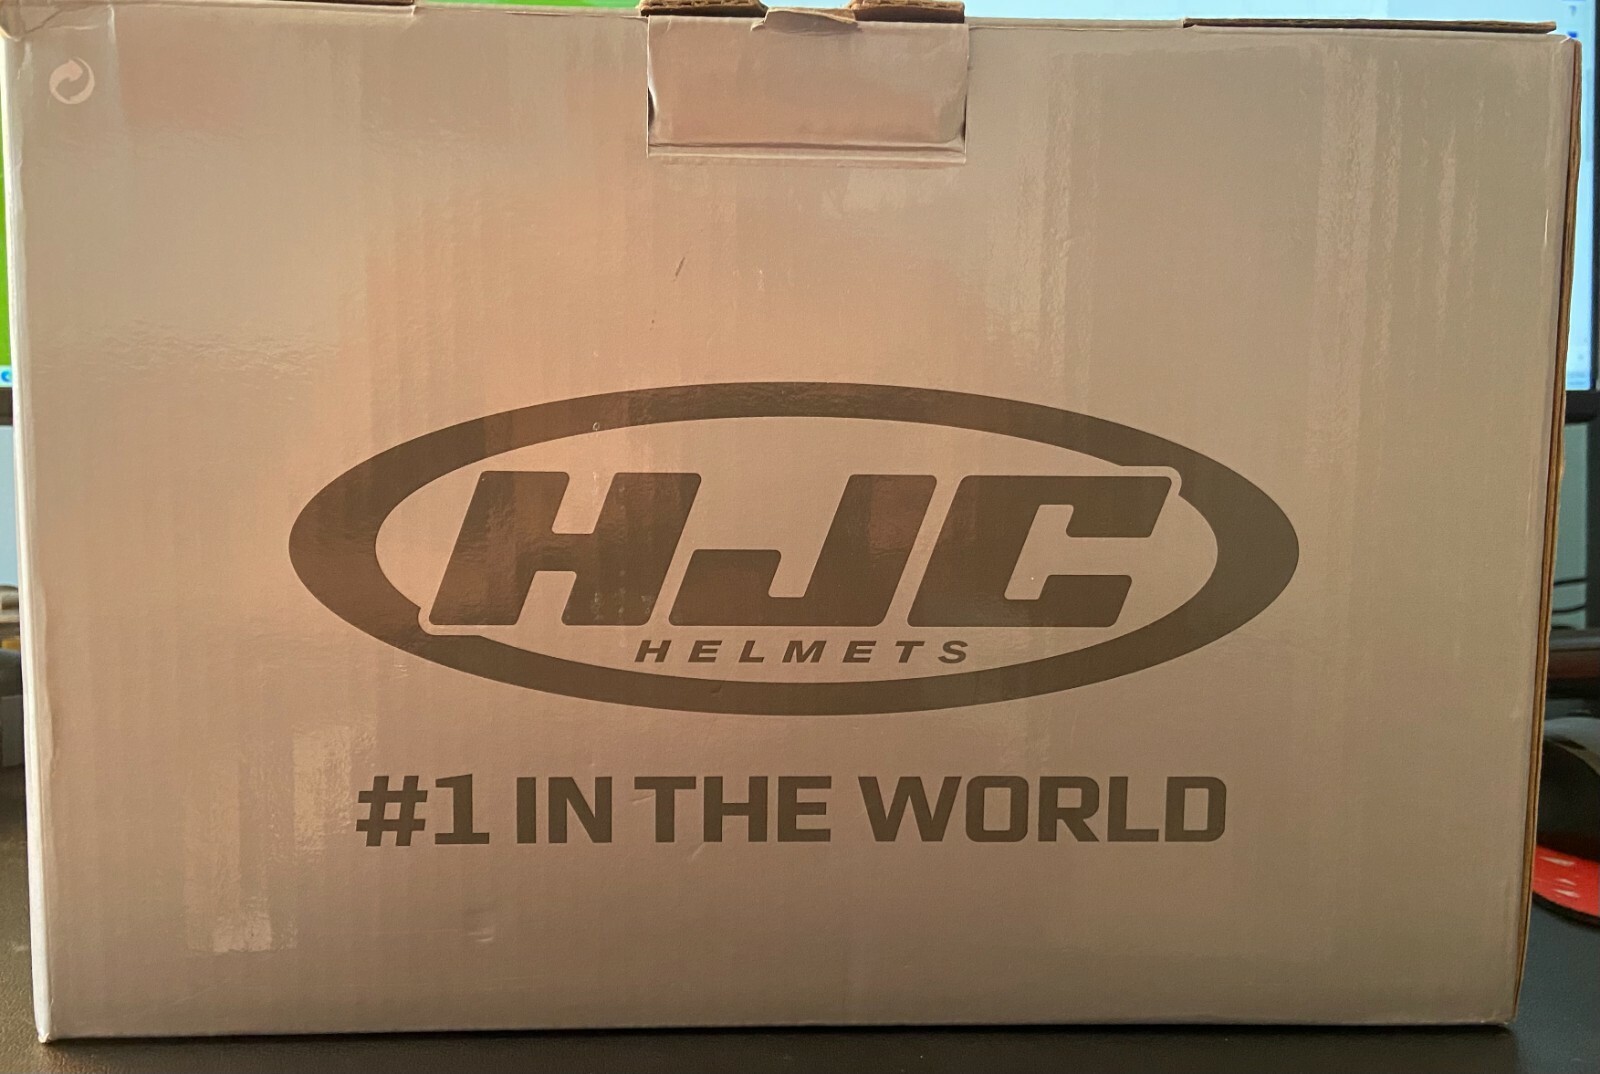 HJC
HELMETS
#1 IN THE WORLD